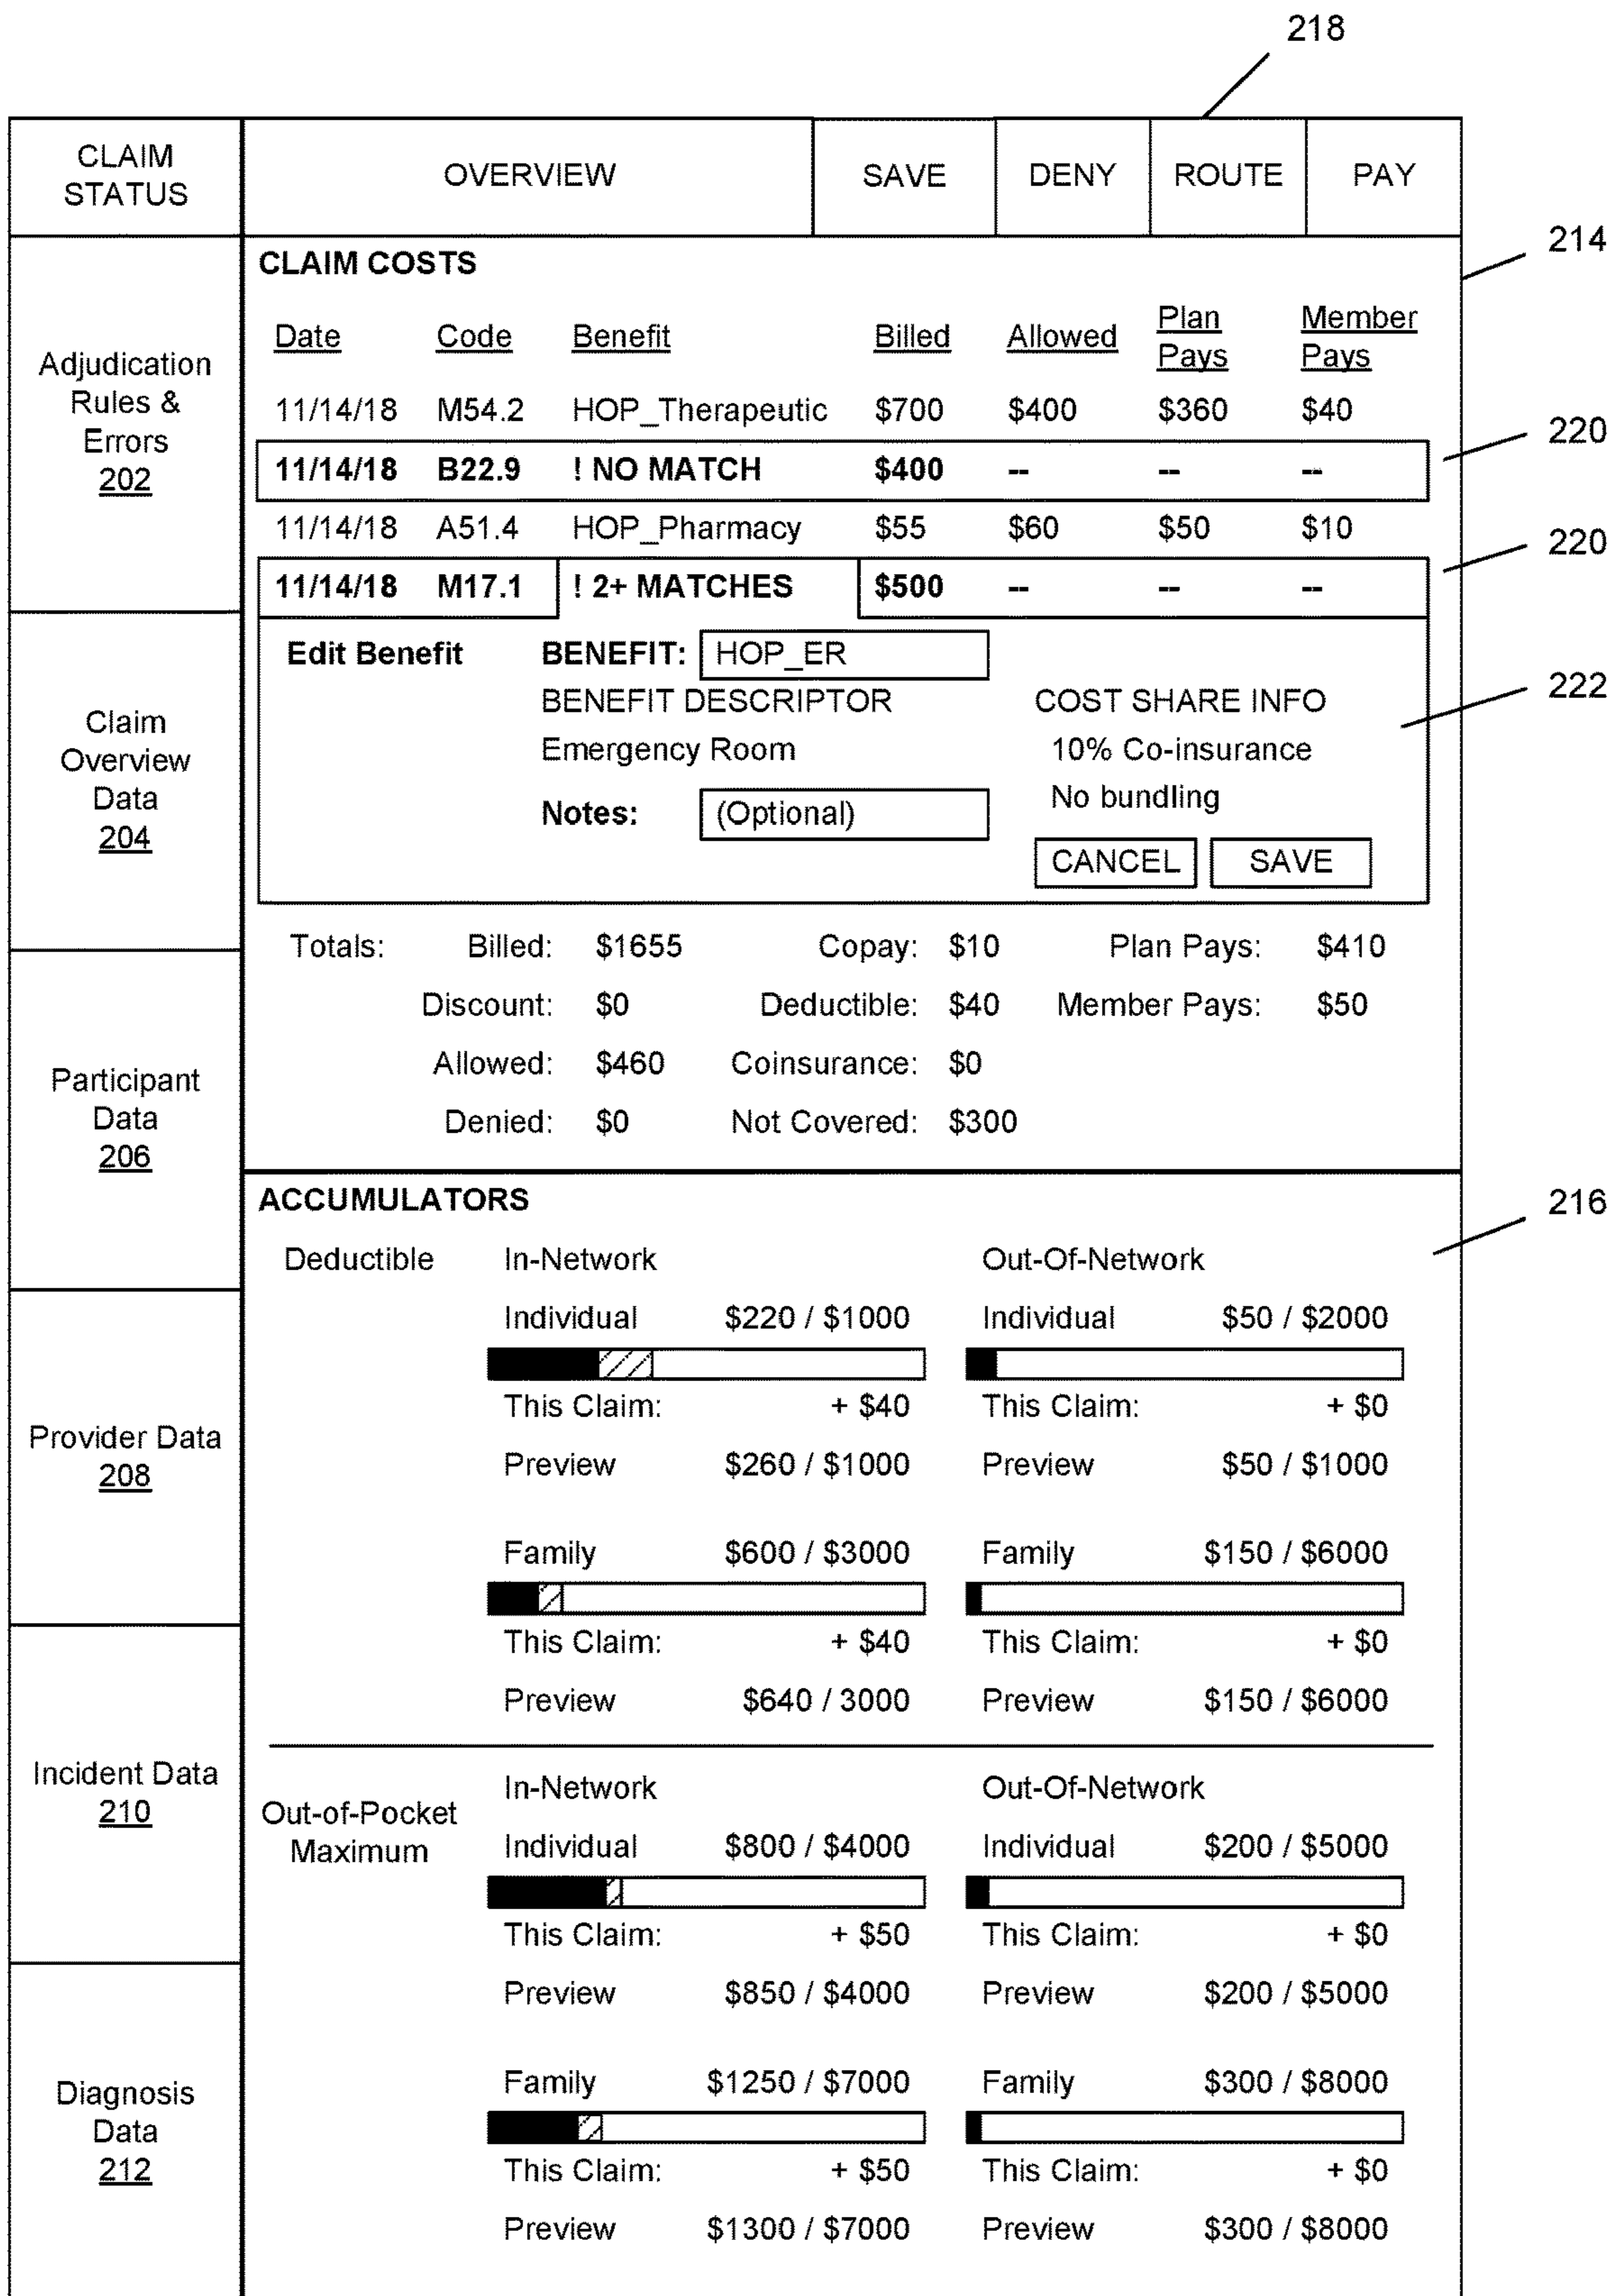 218
CLAIM
STATUS
OVERVIEW SAVE DENY ROUTE PAY
214
CLAIM COSTS
Date Code Benefit Billed Allowed Plan Pays Member Pays
11/14/18 M54.2 HOP_Therapeutic $700 $400 $360 $40
220
11/14/18 B22.9 ! NO MATCH $400 -- -- --
11/14/18 A51.4 HOP_Pharmacy $55 $60 $50 $10
220
11/14/18 M17.1 ! 2+ MATCHES $500 -- -- --
Edit Benefit BENEFIT: HOP_ER
222
BENEFIT DESCRIPTOR COST SHARE INFO
Emergency Room 10% Co-insurance
No bundling
Notes: (Optional)
CANCEL SAVE
Totals: Billed: $1655 Copay: $10 Plan Pays: $410
Discount: $0 Deductible: $40 Member Pays: $50
Allowed: $460 Coinsurance: $0
Denied: $0 Not Covered: $300
Adjudication
Rules &
Errors
202
Claim
Overview
Data
204
Participant
Data
206
Provider Data
208
Incident Data
210
Diagnosis
Data
212
ACCUMULATORS
216
Deductible In-Network Out-Of-Network
Individual $220 / $1000 Individual $50 / $2000
This Claim: + $40 This Claim: + $0
Preview $260 / $1000 Preview $50 / $1000
Family $600 / $3000 Family $150 / $6000
This Claim: + $40 This Claim: + $0
Preview $640 / 3000 Preview $150 / $6000
Out-of-Pocket
Maximum
In-Network Out-Of-Network
Individual $800 / $4000 Individual $200 / $5000
This Claim: + $50 This Claim: + $0
Preview $850 / $4000 Preview $200 / $5000
Family $1250 / $7000 Family $300 / $8000
This Claim: + $50 This Claim: + $0
Preview $1300 / $7000 Preview $300 / $8000